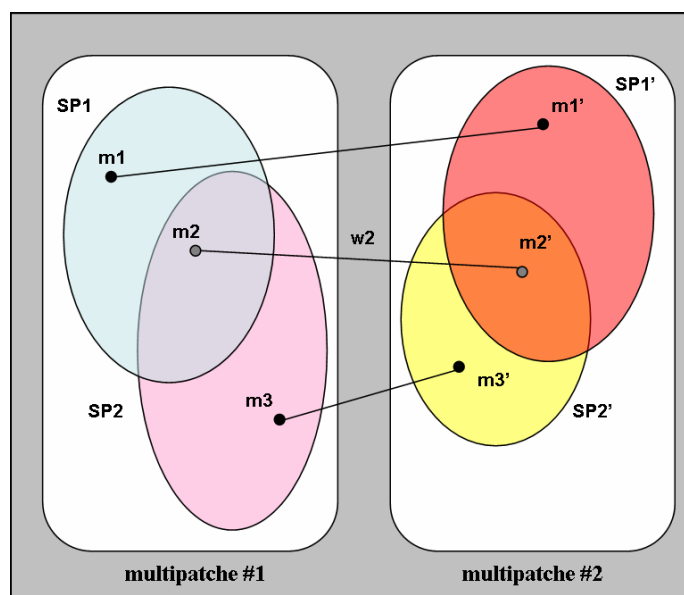 SP1
SP1’
m1’
m1
m2
w2
m2’
m3’
m3
SP2
SP2’
multipatche #1
multipatche #2